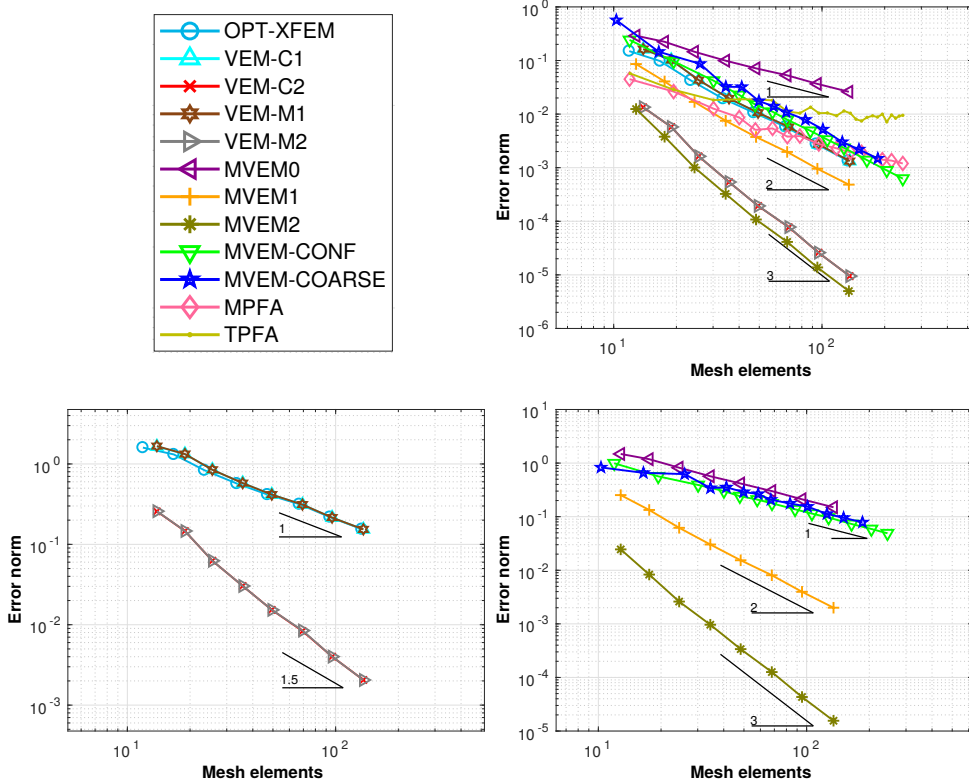 OPT-XFEM
VEM-C1
VEM-C2
VEM-M1
VEM-M2
MVEM0
MVEM1
MVEM2
MVEM-CONF
MVEM-COARSE
MPFA
TPFA
Error norm
10^0
10^-1
10^-2
10^-3
10^-4
10^-5
10^-6
1
2
3
10^1
10^2
Mesh elements
Error norm
10^0
10^-1
10^-2
10^-3
1
1.5
10^1
10^2
Mesh elements
Error norm
10^1
10^0
10^-1
10^-2
10^-3
10^-4
10^-5
1
2
3
10^1
10^2
Mesh elements